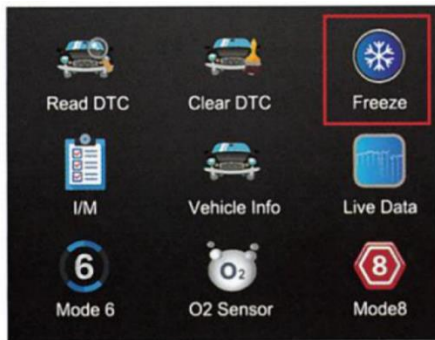 Read DTC
Clear DTC
Freeze
I/M
Vehicle Info
Live Data
6
O2
8
Mode 6
O2 Sensor
Mode8